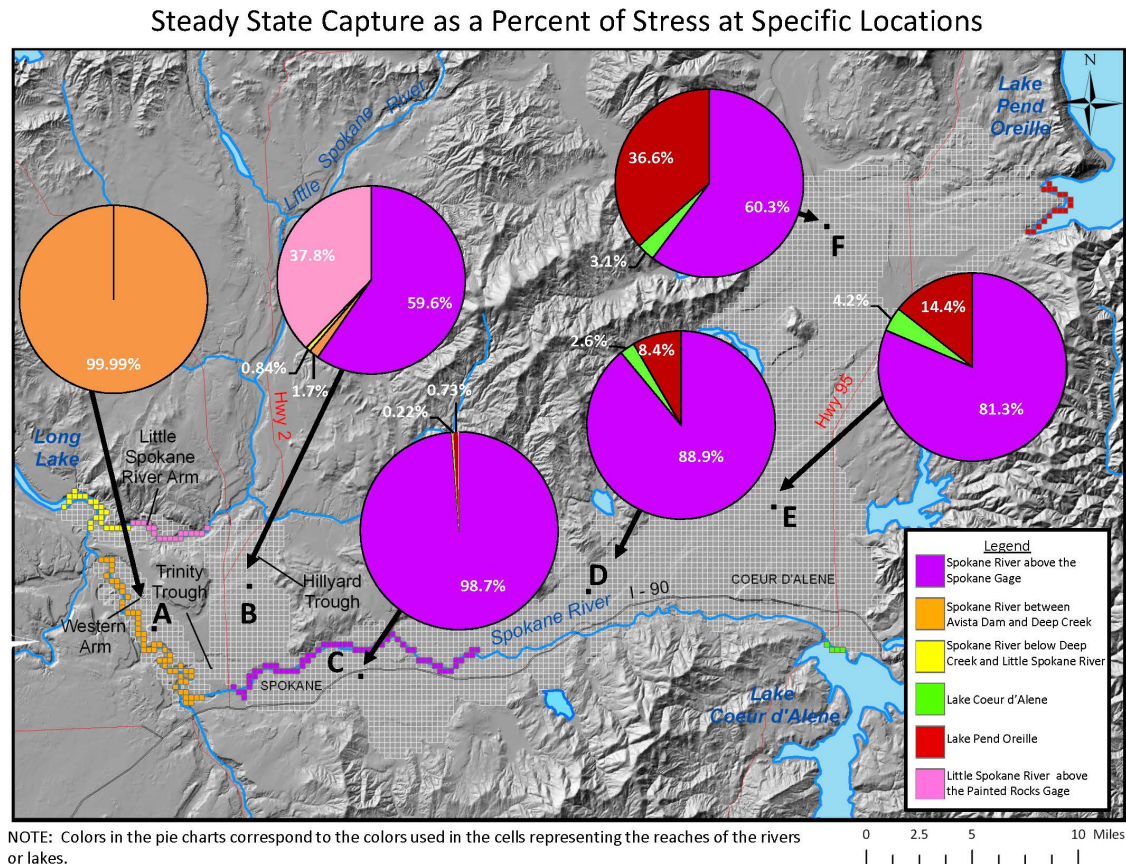 Steady State Capture as a Percent of Stress at Specific Locations
N
Lake
Pend
Oreille
Little Spokane River
36.6%
60.3%
3.1%
F
37.8%
59.6%
0.84%
1.7%
99.99%
4.2%
14.4%
81.3%
2.6%
8.4%
88.9%
0.73%
0.22%
98.7%
Hwy 2
Hwy 95
Long
Lake
Little
Spokane
River Arm
E
D
Trinity
Trough
A
B
Hillyard
Trough
Western
Arm
C
SPOKANE
Spokane River
I - 90
COEUR D'ALENE
Lake
Coeur d'Alene
Legend
Spokane River above the
Spokane Gage
Spokane River between
Avista Dam and Deep Creek
Spokane River below Deep
Creek and Little Spokane River
Lake Coeur d'Alene
Lake Pend Oreille
Little Spokane River above
the Painted Rocks Gage
NOTE: Colors in the pie charts correspond to the colors used in the cells representing the reaches of the rivers
or lakes.
0 2.5 5 10 Miles